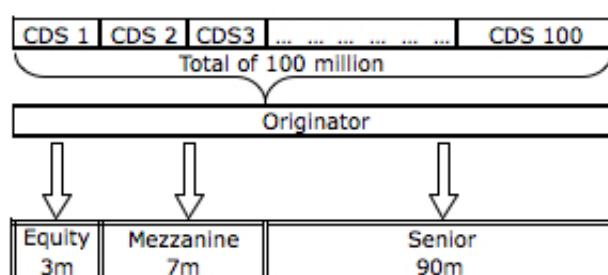 CDS 1 CDS 2 CDS3 ... ... ... ... ... ... CDS 100
Total of 100 million
Originator
Equity Mezzanine Senior
3m 7m 90m